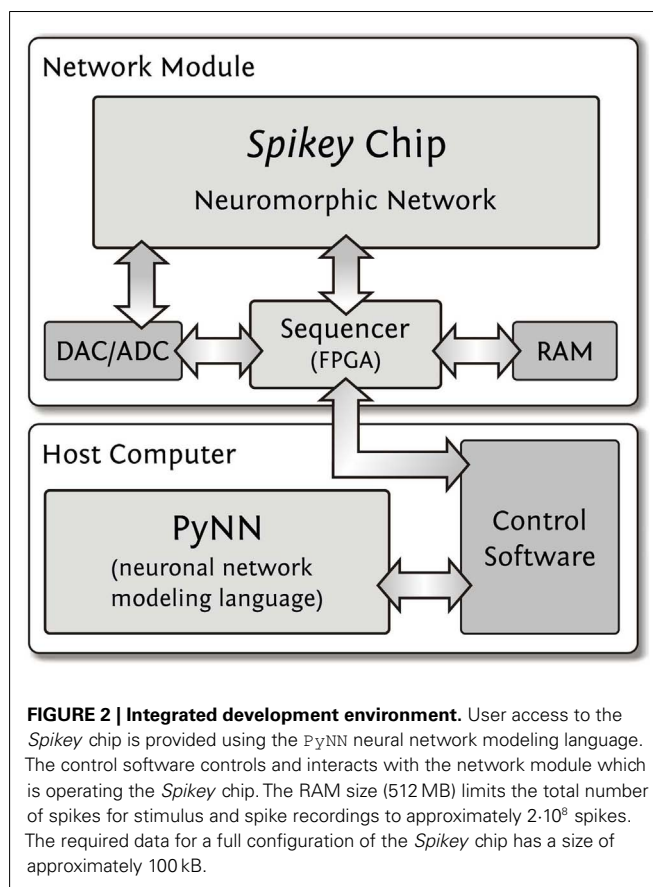 Network Module
Spikey Chip
Neuromorphic Network
DAC/ADC
Sequencer
(FPGA)
RAM
Host Computer
PyNN
(neuronal network
modeling language)
Control
Software
FIGURE 2 | Integrated development environment. User access to the
Spikey chip is provided using the PyNN neural network modeling language.
The control software controls and interacts with the network module which
is operating the Spikey chip. The RAM size (512 MB) limits the total number
of spikes for stimulus and spike recordings to approximately 2·10⁸ spikes.
The required data for a full configuration of the Spikey chip has a size of
approximately 100 kB.